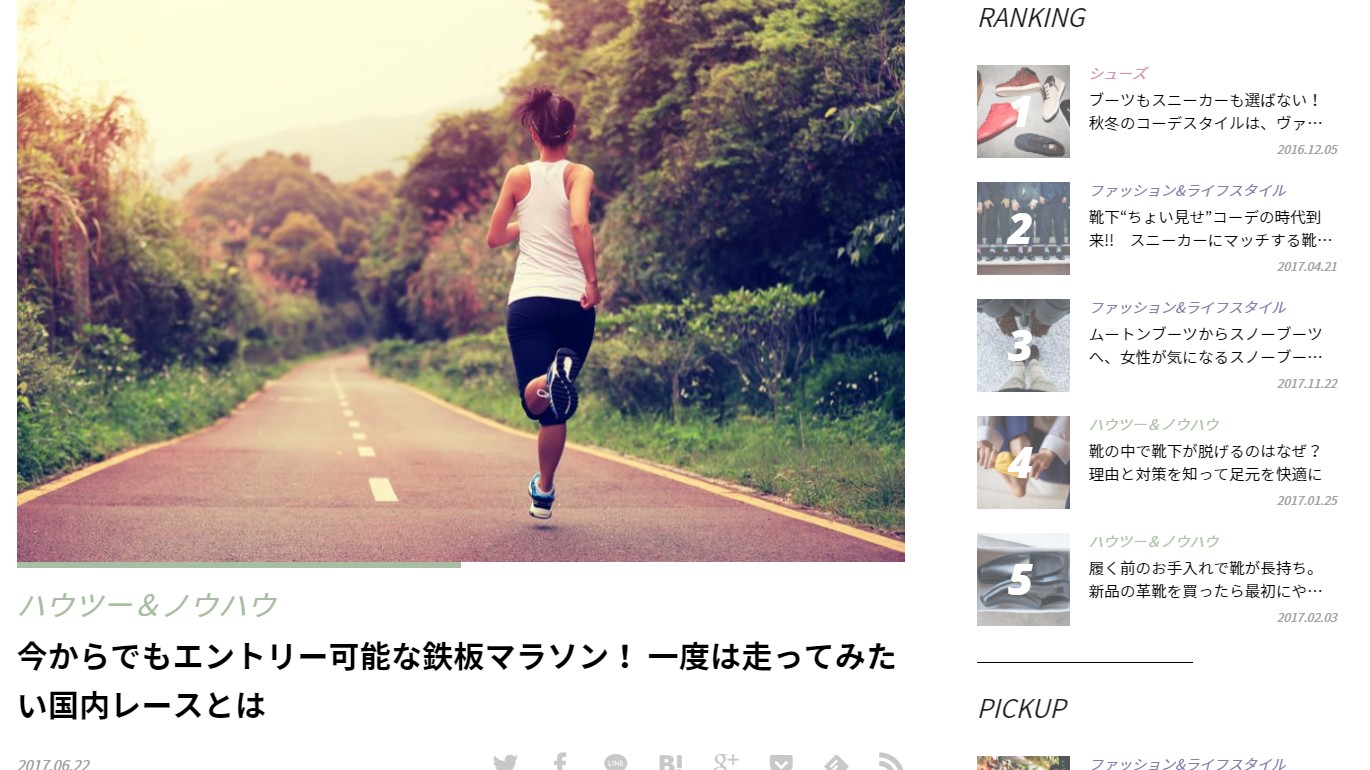 ハウツー＆ノウハウ
今からでもエントリー可能な鉄板マラソン！ 一度は走ってみた
い国内レースとは
2017.06.22
LINE
B!
g+
RANKING
1
シューズ
ブーツもスニーカーも選ばない！
秋冬のコーデスタイルは、ヴァ…
2016.12.05
2
ファッション&ライフスタイル
靴下“ちょい見せ”コーデの時代到
来!!　スニーカーにマッチする靴…
2017.04.21
3
ファッション&ライフスタイル
ムートンブーツからスノーブーツ
へ、女性が気になるスノーブー…
2017.11.22
4
ハウツー＆ノウハウ
靴の中で靴下が脱げるのはなぜ？
理由と対策を知って足元を快適に
2017.01.25
5
ハウツー＆ノウハウ
履く前のお手入れで靴が長持ち。
新品の革靴を買ったら最初にや…
2017.02.03
PICKUP
ファッション&ライフスタイル